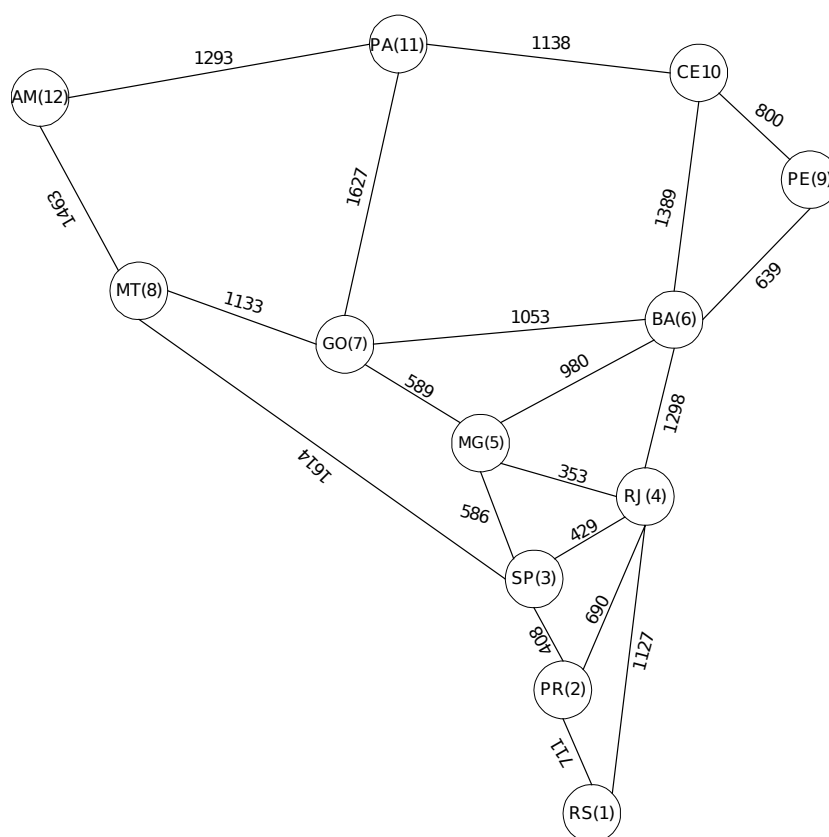 PA(11)
1138
1293
CE10
AM(12)
800
PE(9)
1627
1389
1463
639
MT(8)
1133
BA(6)
1053
GO(7)
980
589
1298
MG(5)
353
1614
RJ(4)
586
429
SP(3)
690
408
1127
PR(2)
711
RS(1)